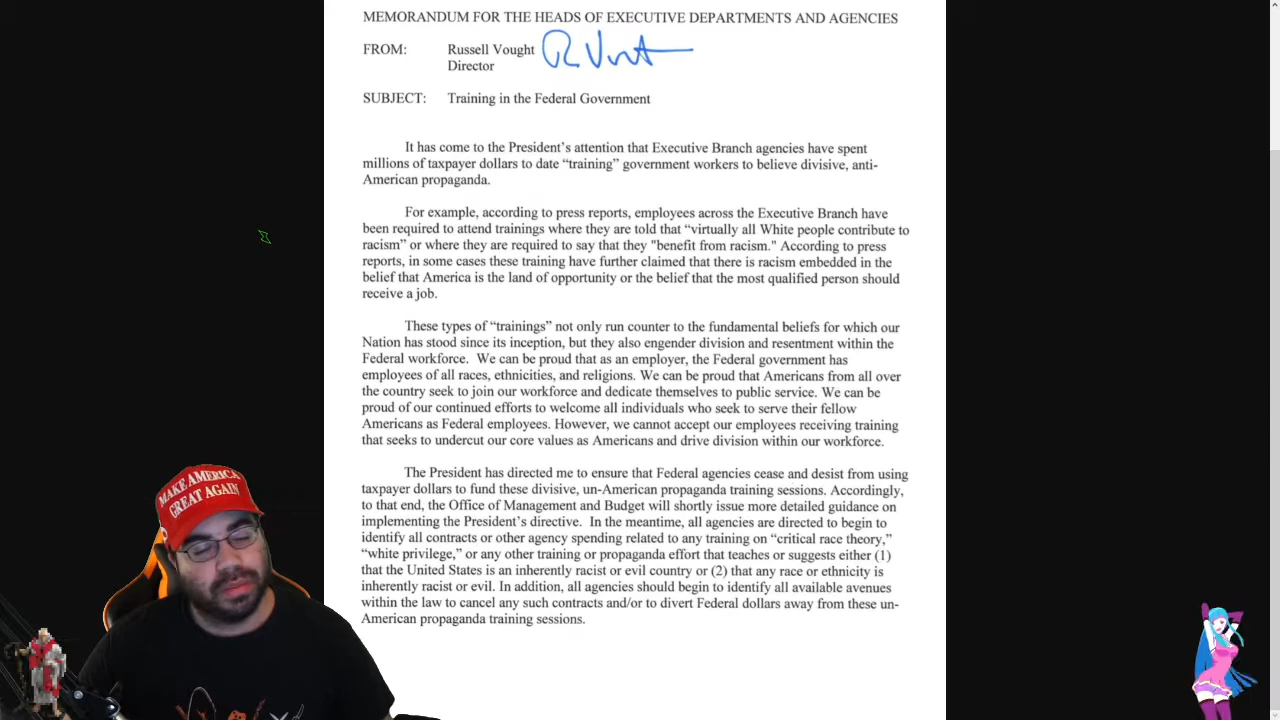 MEMORANDUM FOR THE HEADS OF EXECUTIVE DEPARTMENTS AND AGENCIES
FROM: Russell Vought
Director
SUBJECT: Training in the Federal Government
It has come to the President's attention that Executive Branch agencies have spent
millions of taxpayer dollars to date “training” government workers to believe divisive, anti-
American propaganda.
For example, according to press reports, employees across the Executive Branch have
been required to attend trainings where they are told that “virtually all White people contribute to
racism” or where they are required to say that they "benefit from racism." According to press
reports, in some cases these training have further claimed that there is racism embedded in the
belief that America is the land of opportunity or the belief that the most qualified person should
receive a job.
These types of “trainings” not only run counter to the fundamental beliefs for which our
Nation has stood since its inception, but they also engender division and resentment within the
Federal workforce. We can be proud that as an employer, the Federal government has
employees of all races, ethnicities, and religions. We can be proud that Americans from all over
the country seek to join our workforce and dedicate themselves to public service. We can be
proud of our continued efforts to welcome all individuals who seek to serve their fellow
Americans as Federal employees. However, we cannot accept our employees receiving training
that seeks to undercut our core values as Americans and drive division within our workforce.
The President has directed me to ensure that Federal agencies cease and desist from using
taxpayer dollars to fund these divisive, un-American propaganda training sessions. Accordingly,
to that end, the Office of Management and Budget will shortly issue more detailed guidance on
implementing the President's directive. In the meantime, all agencies are directed to begin to
identify all contracts or other agency spending related to any training on “critical race theory,”
“white privilege,” or any other training or propaganda effort that teaches or suggests either (1)
that the United States is an inherently racist or evil country or (2) that any race or ethnicity is
inherently racist or evil. In addition, all agencies should begin to identify all available avenues
within the law to cancel any such contracts and/or to divert Federal dollars away from these un-
American propaganda training sessions.
MAKE AMERICA
GREAT AGAIN